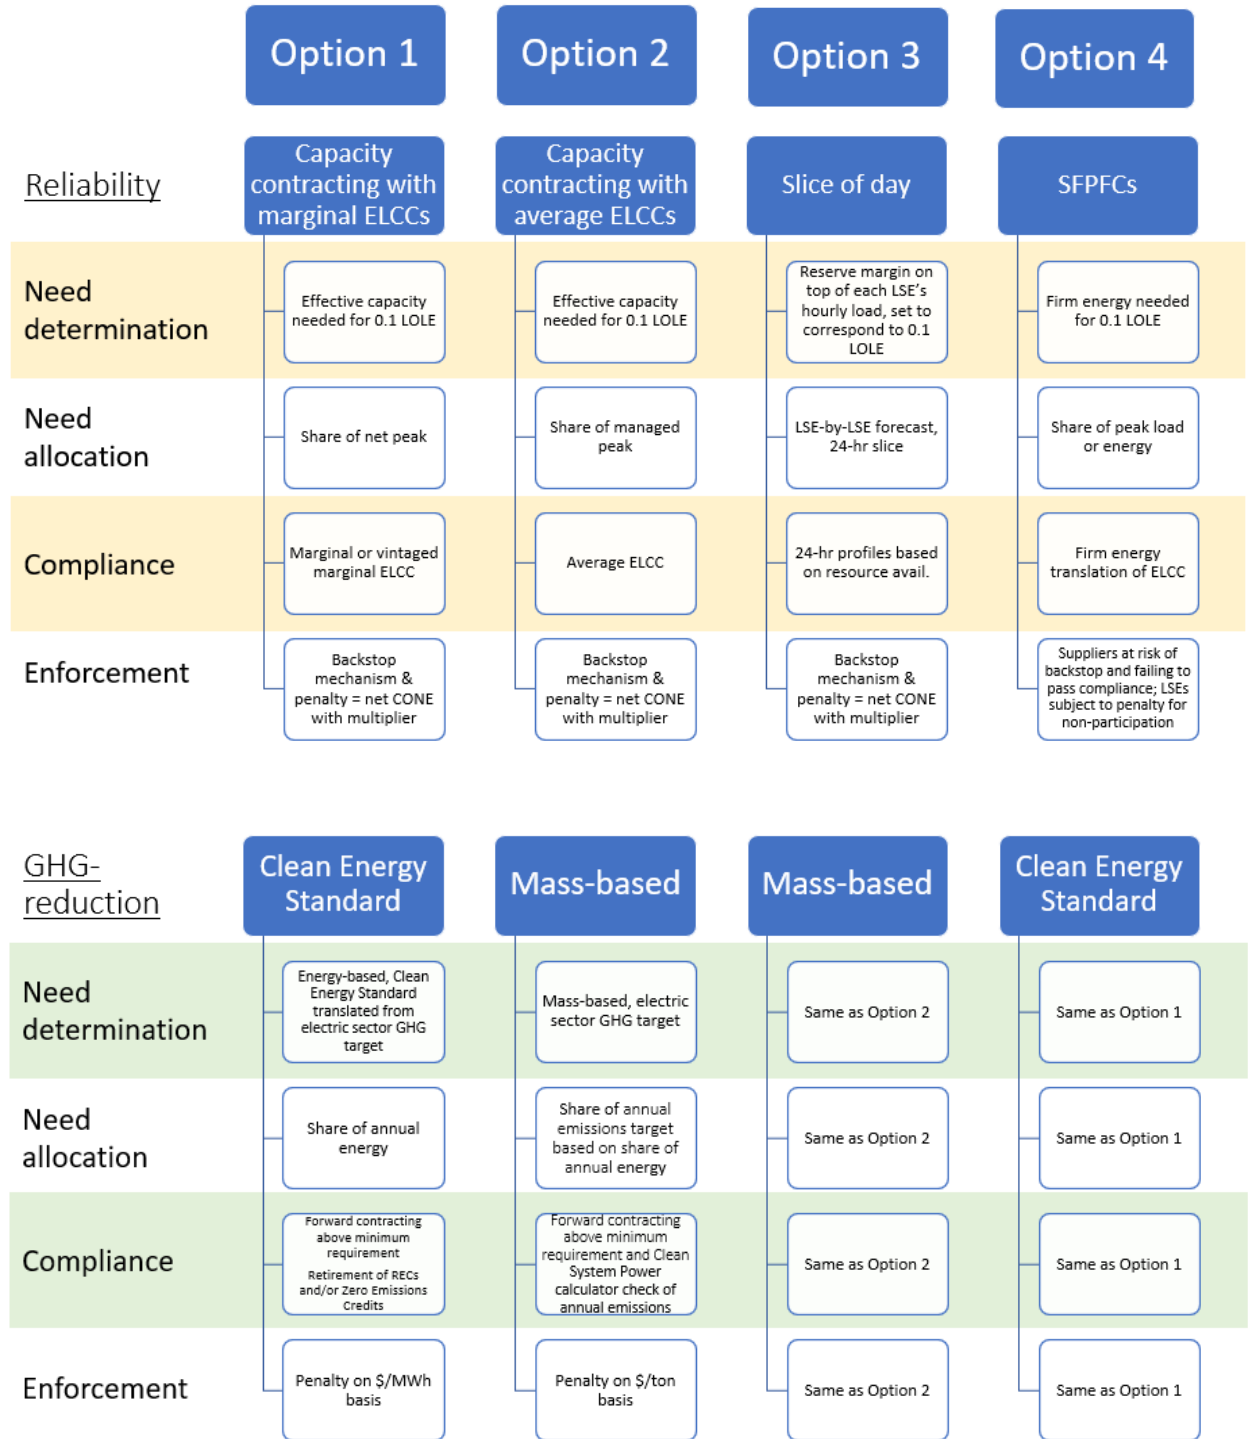 Option 1
Option 2
Option 3
Option 4
Reliability
Capacity
contracting with
marginal ELCCs
Capacity
contracting with
average ELCCs
Slice of day
SFPFCs
Need
determination
Effective capacity
needed for 0.1 LOLE
Effective capacity
needed for 0.1 LOLE
Reserve margin on
top of each LSE's
hourly load, set to
correspond to 0.1
LOLE
Firm energy needed
for 0.1 LOLE
Need
allocation
Share of net peak
Share of managed
peak
LSE-by-LSE forecast,
24-hr slice
Share of peak load
or energy
Compliance
Marginal or vintaged
marginal ELCC
Average ELCC
24-hr profiles based
on resource avail.
Firm energy
translation of ELCC
Enforcement
Backstop
mechanism &
penalty = net CONE
with multiplier
Backstop
mechanism &
penalty = net CONE
with multiplier
Backstop
mechanism &
penalty = net CONE
with multiplier
Suppliers at risk of
backstop and failing to
pass compliance; LSEs
subject to penalty for
non-participation
GHG-
reduction
Clean Energy
Standard
Mass-based
Mass-based
Clean Energy
Standard
Need
determination
Energy-based, Clean
Energy Standard
translated from
electric sector GHG
target
Mass-based, electric
sector GHG target
Same as Option 2
Same as Option 1
Need
allocation
Share of annual
energy
Share of annual
emissions target
based on share of
annual energy
Same as Option 2
Same as Option 1
Compliance
Forward contracting
above minimum
requirement
Retirement of RECs
and/or Zero Emissions
Credits
Forward contracting
above minimum
requirement and Clean
System Power
calculator check of
annual emissions
Same as Option 2
Same as Option 1
Enforcement
Penalty on $/MWh
basis
Penalty on $/ton
basis
Same as Option 2
Same as Option 1